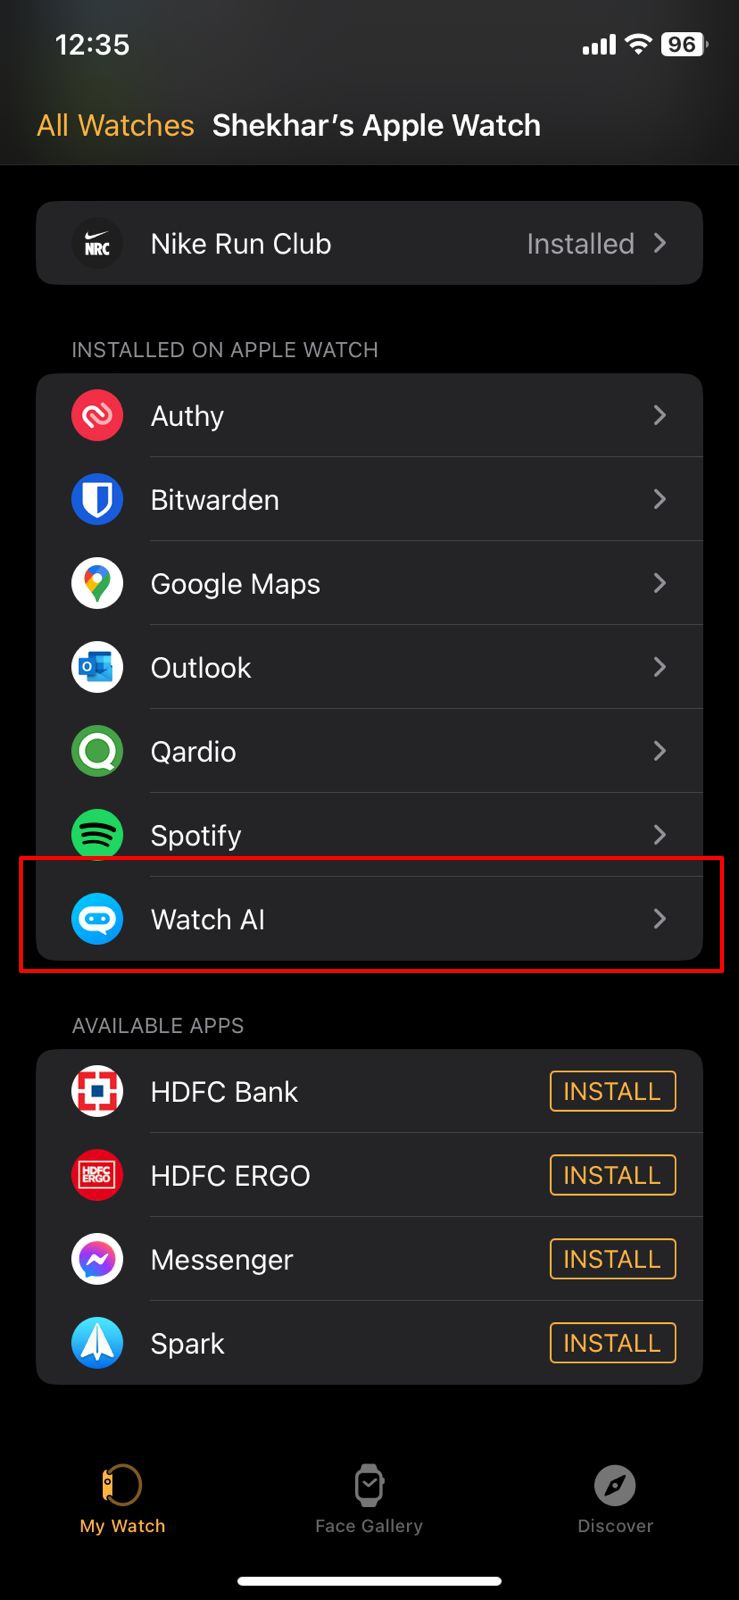 12:35 96
All Watches Shekhar's Apple Watch
NRC Nike Run Club Installed
INSTALLED ON APPLE WATCH
Authy
Bitwarden
Google Maps
O Outlook
Qardio
Spotify
Watch AI
AVAILABLE APPS
HDFC Bank INSTALL
HDFC ERGO HDFC ERGO INSTALL
Messenger INSTALL
Spark INSTALL
My Watch Face Gallery Discover